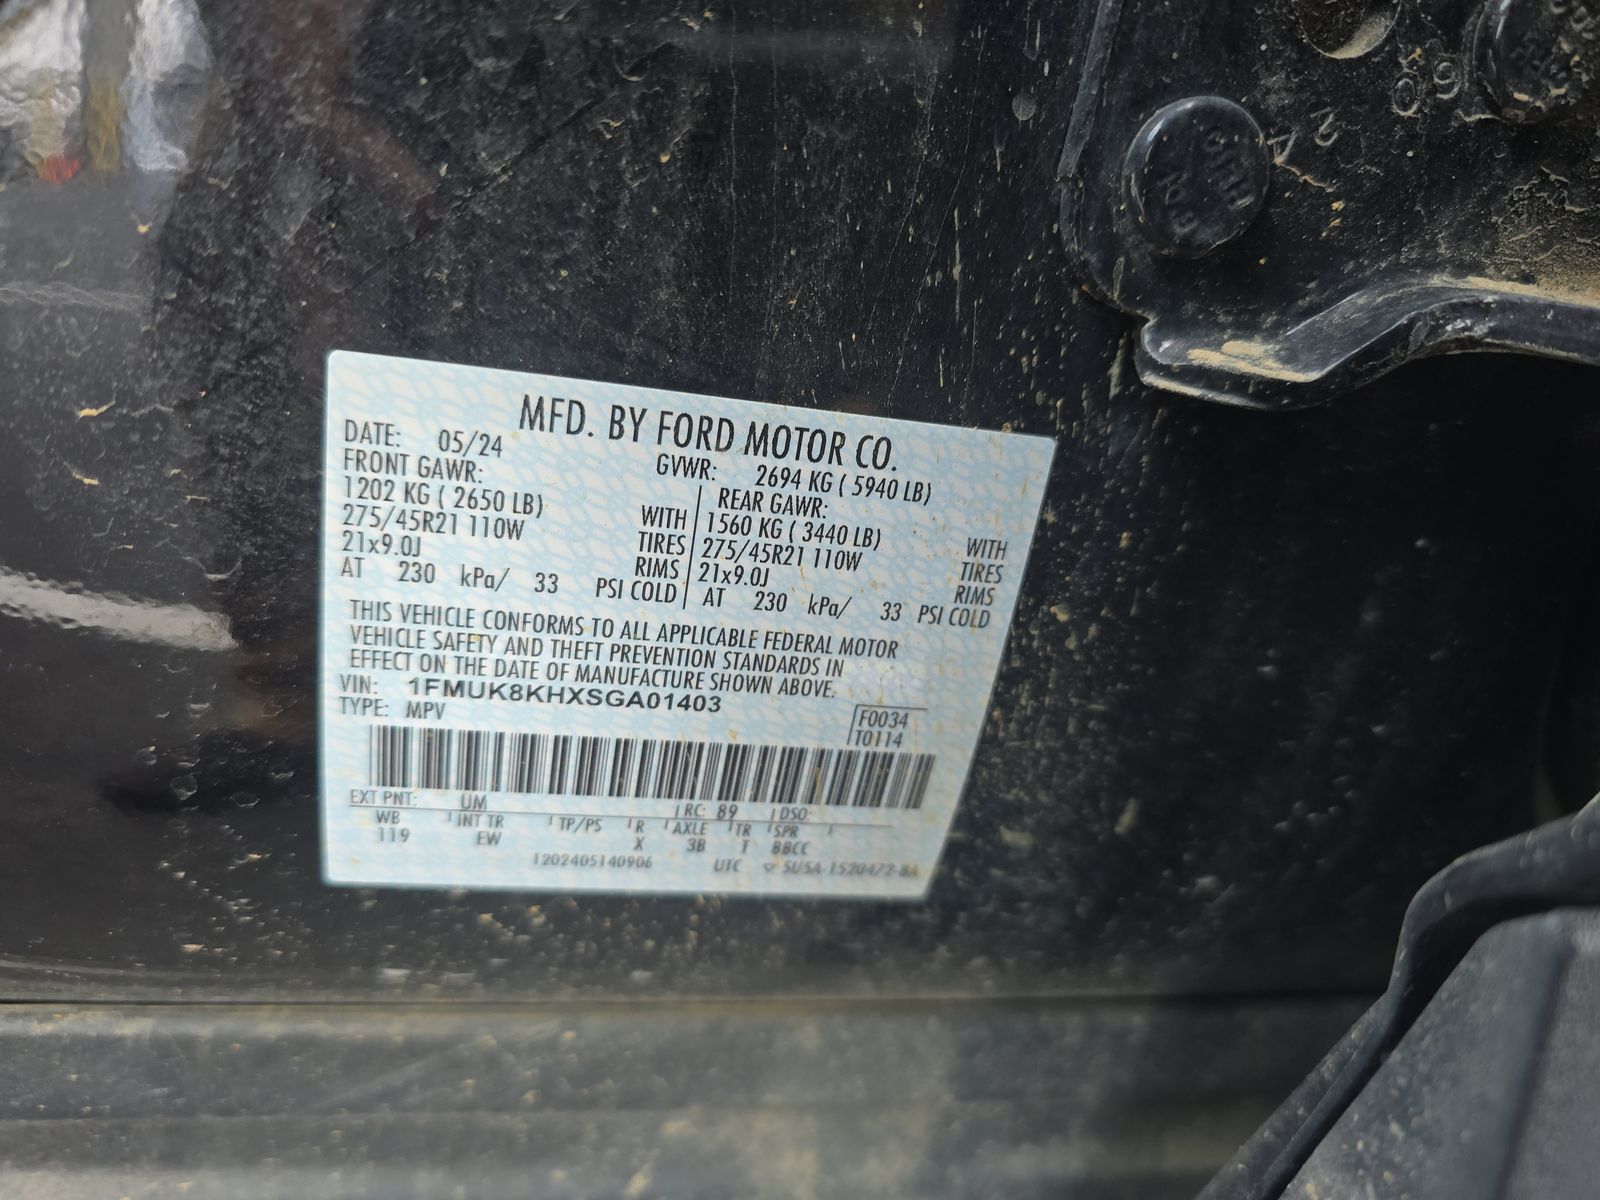 MFD. BY FORD MOTOR CO.
DATE: 05/24 GVWR: 2694 KG ( 5940 LB)
FRONT GAWR: REAR GAWR:
1202 KG ( 2650 LB) WITH 1560 KG ( 3440 LB) WITH
275/45R21 110W TIRES 275/45R21 110W TIRES
21x9.0J RIMS 21x9.0J RIMS
AT 230 kPa/ 33 PSI COLD AT 230 kPa/ 33 PSI COLD
THIS VEHICLE CONFORMS TO ALL APPLICABLE FEDERAL MOTOR
VEHICLE SAFETY AND THEFT PREVENTION STANDARDS IN
EFFECT ON THE DATE OF MANUFACTURE SHOWN ABOVE.
VIN: 1FMUK8KHXSGA01403
TYPE: MPV
F0034
T0114
EXT PNT: UM RC: 89 DSO:
WB INT TR TP/PS R AXLE TR SPR
119 EW X 3B T BBCC
1202405140906 UTC ▽ 5U5A-1520472-BA